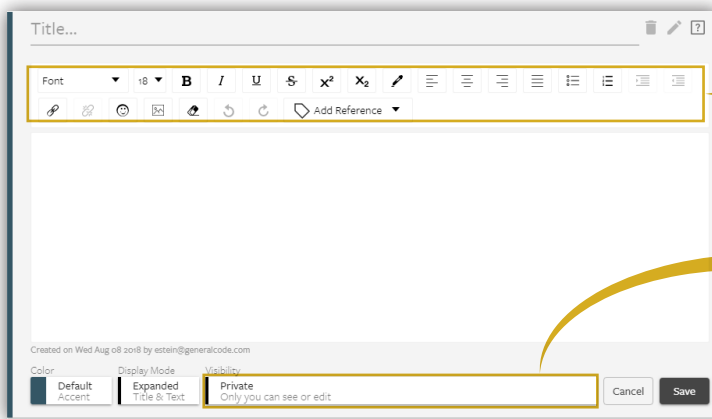 Title...
?
Font 18 B I U S X² X₂
Add Reference
Created on Wed Aug 08 2018 by estein@generalcode.com
Color Display Mode Visibility
Default Expanded Private
Accent Title & Text Only you can see or edit
Cancel Save